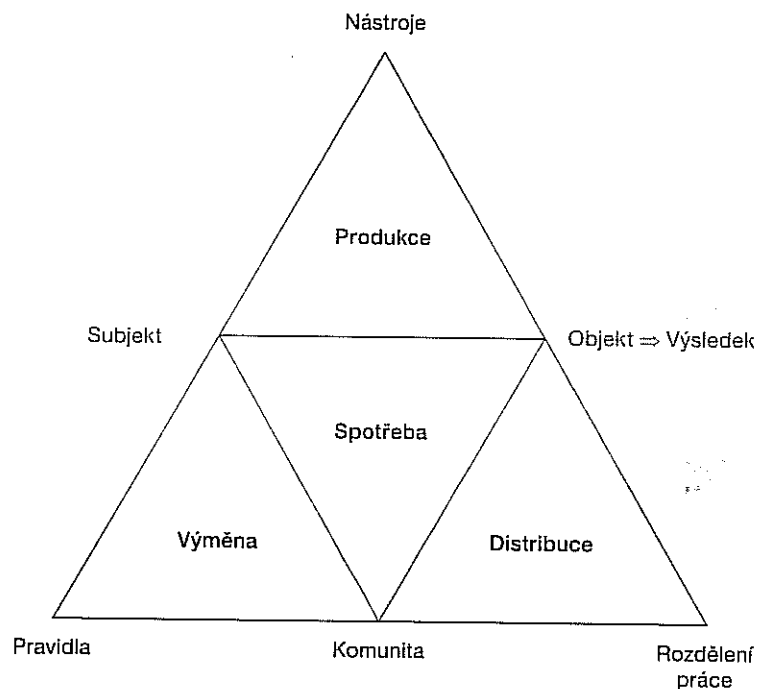 Nástroje
Produkce
Subjekt
Objekt ⇒ Výsledek
Spotřeba
Výměna
Distribuce
Pravidla
Komunita
Rozdělení
práce